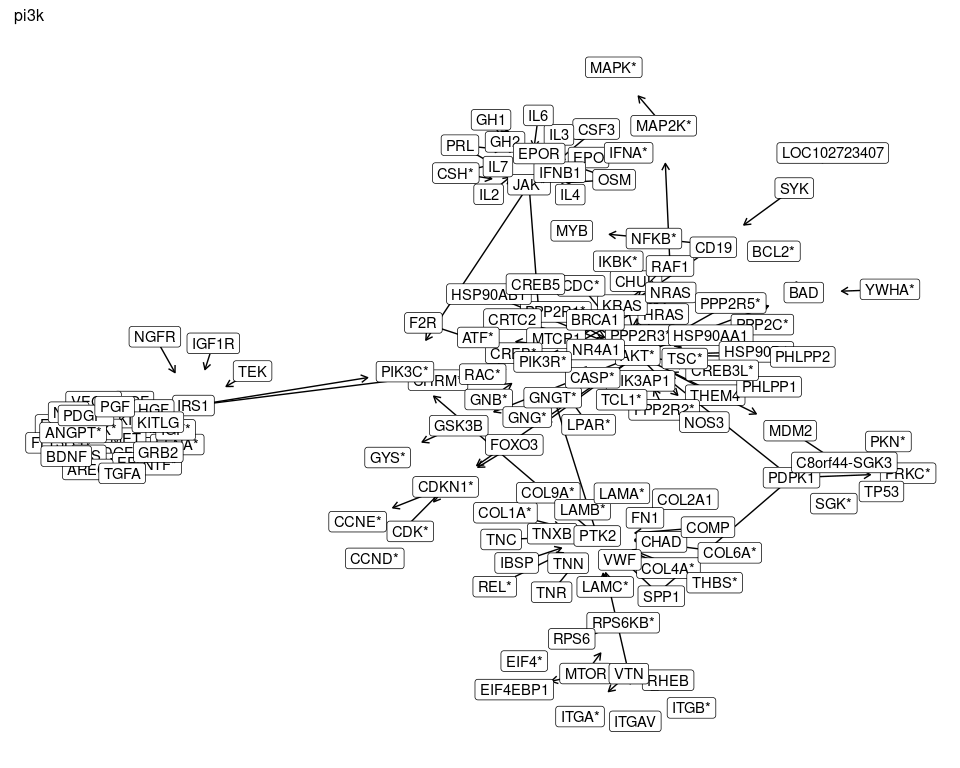 pi3k
MAPK*
GH1
IL6
IL3
CSF3
MAP2K*
PRL
GH2
EPOR
EPO
IFNA*
LOC102723407
CSH*
IL7
IFNB1
OSM
JAK
SYK
IL2
IL4
MYB
NFKB*
CD19
BCL2*
IKBK*
RAF1
CHU
CREB5
CDC*
NRAS
BAD
YWHA*
HSP90AB1
KRAS
PPP2R5*
HRAS
F2R
CRTC2
BRCA1
PPP2C*
NGFR
IGF1R
ATF*
MTCP1
PPP2R3*
HSP90AA1
NR4A1
AKT*
TSC*
HSP90
PHLPP2
PIK3R*
TEK
PIK3C*
RAC*
CASP*
PIK3AP1
CREB3L*
PHLPP1
GNB*
GNGT*
TCL1*
THEM4
PGF
HGF
IRS1
PPP2R2*
KITLG
GNG*
LPAR*
NOS3
GSK3B
ANGPT*
MDM2
FOXO3
PKN*
BDNF
GRB2
GYS*
C8orf44-SGK3
TGFA
PDPK1
PRKC*
CDKN1*
COL9A*
LAMA*
COL2A1
TP53
SGK*
COL1A*
LAMB*
FN1
CCNE*
CDK*
COMP
TNC
TNXB
PTK2
CHAD
COL6A*
CCND*
IBSP
TNN
VWF
COL4A*
THBS*
REL*
TNR
LAMC*
SPP1
RPS6KB*
RPS6
EIF4*
MTOR
VTN
RHEB
EIF4EBP1
ITGB*
ITGA*
ITGAV